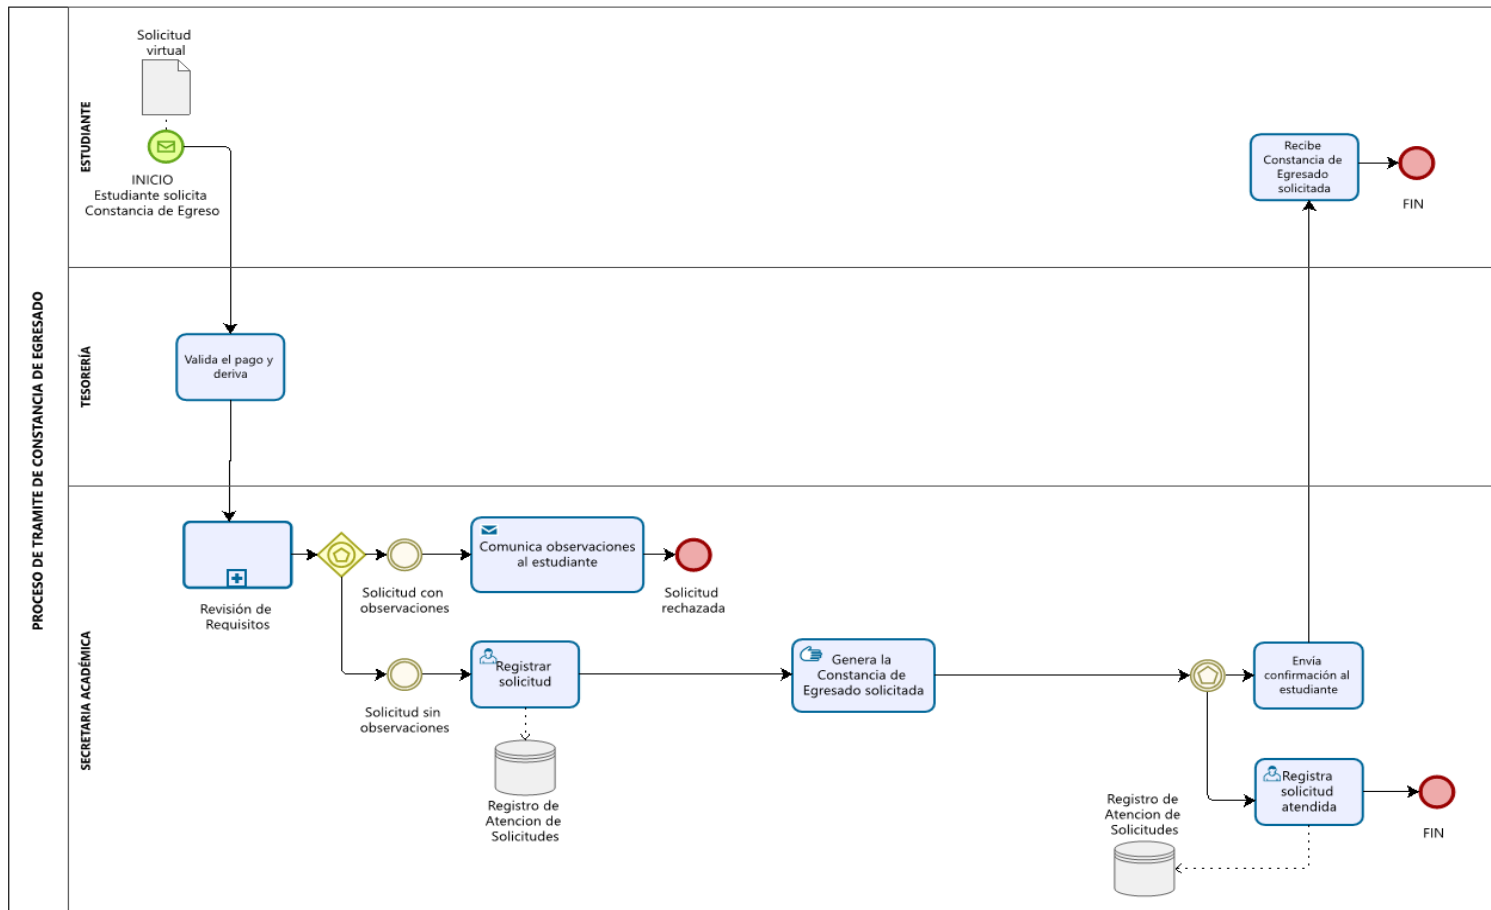 PROCESO DE TRAMITE DE CONSTANCIA DE EGRESADO
ESTUDIANTE
Solicitud
virtual
INICIO
Estudiante solicita
Constancia de Egreso
Recibe
Constancia de
Egresado
solicitada
FIN
TESORERÍA
Valida el pago y
deriva
SECRETARIA ACADÉMICA
Revisión de
Requisitos
Solicitud con
observaciones
Comunica observaciones
al estudiante
Solicitud
rechazada
Solicitud sin
observaciones
Registrar
solicitud
Registro de
Atencion de
Solicitudes
Genera la
Constancia de
Egresado solicitada
Envía
confirmación al
estudiante
Registra
solicitud
atendida
FIN
Registro de
Atencion de
Solicitudes